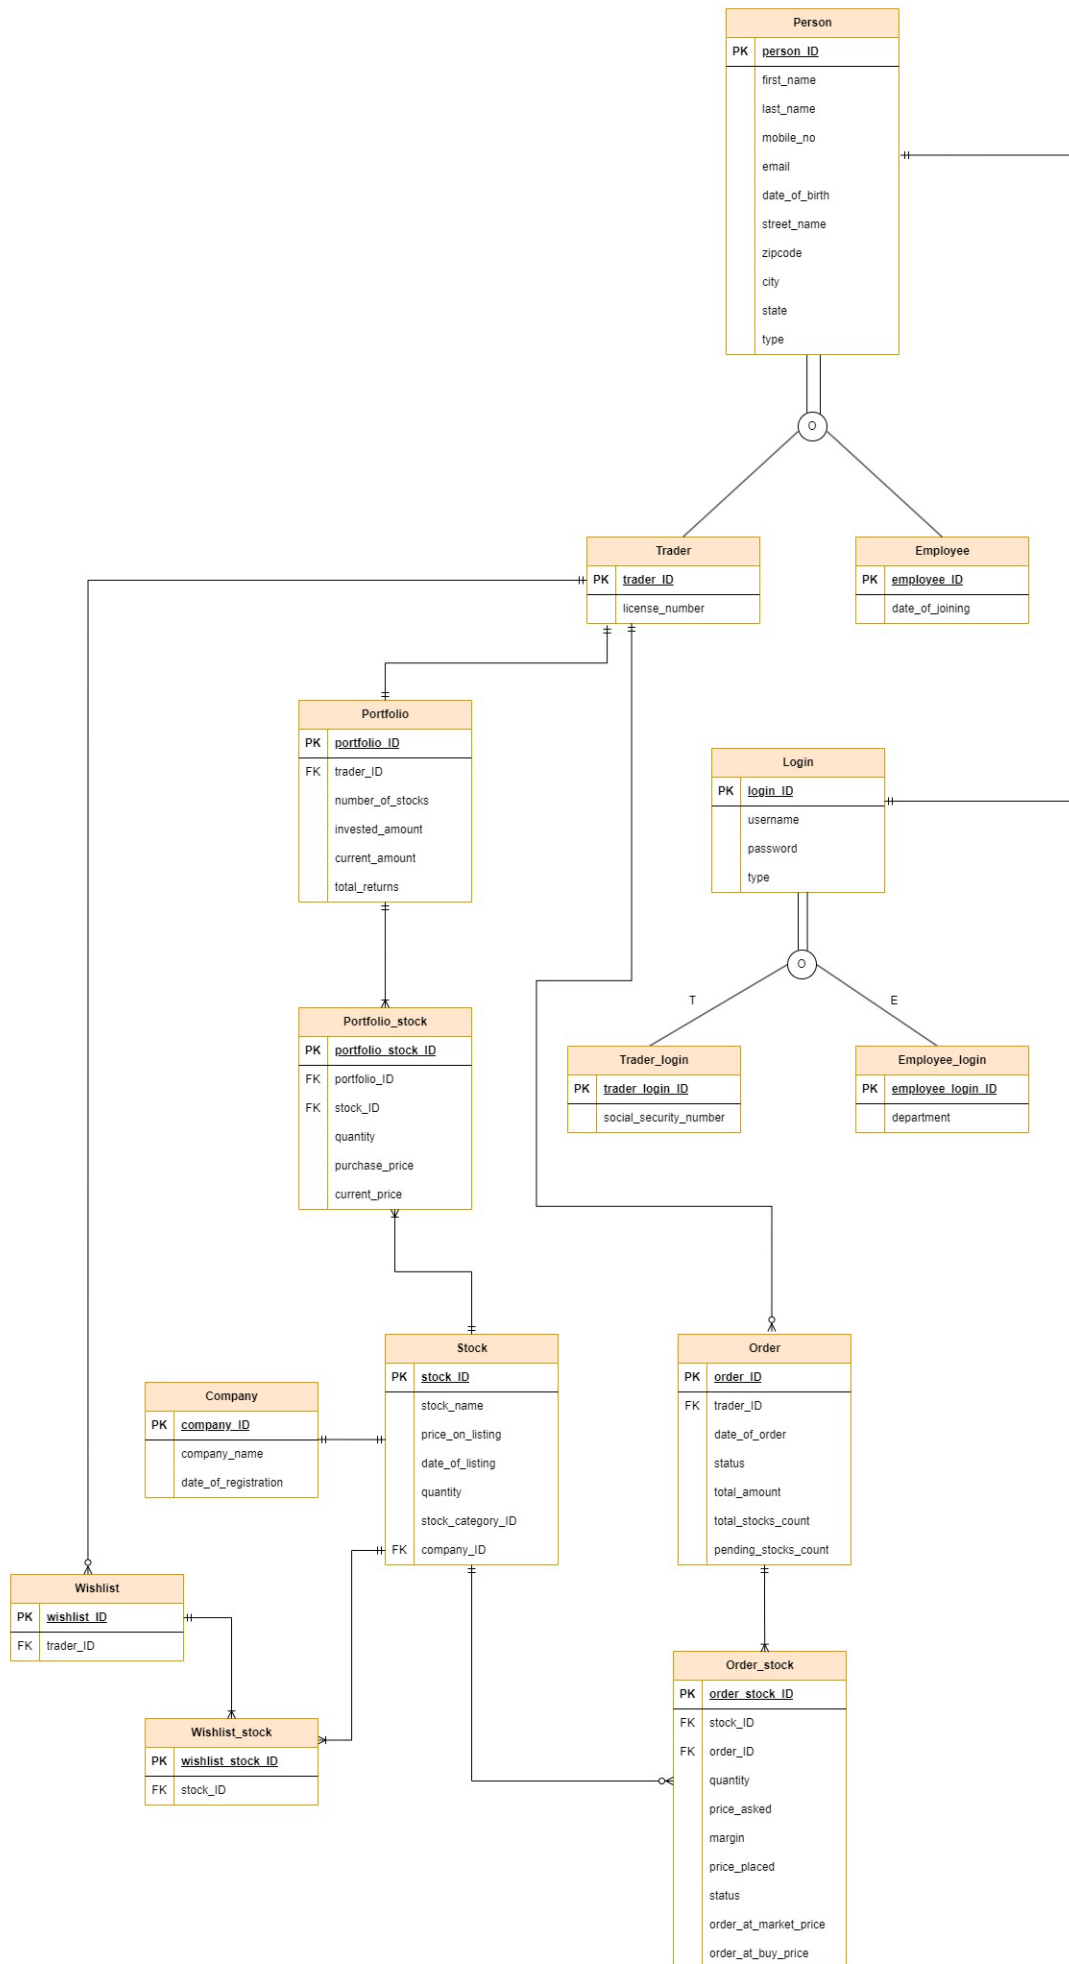 Person
PK person_ID
first_name
last_name
mobile_no
email
date_of_birth
street_name
zipcode
city
state
type
O
Trader
PK trader_ID
license_number
Employee
PK employee_ID
date_of_joining
Portfolio
PK portfolio_ID
FK trader_ID
number_of_stocks
invested_amount
current_amount
total_returns
Login
PK login_ID
username
password
type
O
T
E
Portfolio_stock
PK portfolio_stock_ID
FK portfolio_ID
FK stock_ID
quantity
purchase_price
current_price
Trader_login
PK trader_login_ID
social_security_number
Employee_login
PK employee_login_ID
department
Stock
PK stock_ID
stock_name
price_on_listing
date_of_listing
quantity
stock_category_ID
FK company_ID
Order
PK order_ID
FK trader_ID
date_of_order
status
total_amount
total_stocks_count
pending_stocks_count
Company
PK company_ID
company_name
date_of_registration
Wishlist
PK wishlist_ID
FK trader_ID
Wishlist_stock
PK wishlist_stock_ID
FK stock_ID
Order_stock
PK order_stock_ID
FK stock_ID
FK order_ID
quantity
price_asked
margin
price_placed
status
order_at_market_price
order_at_buy_price